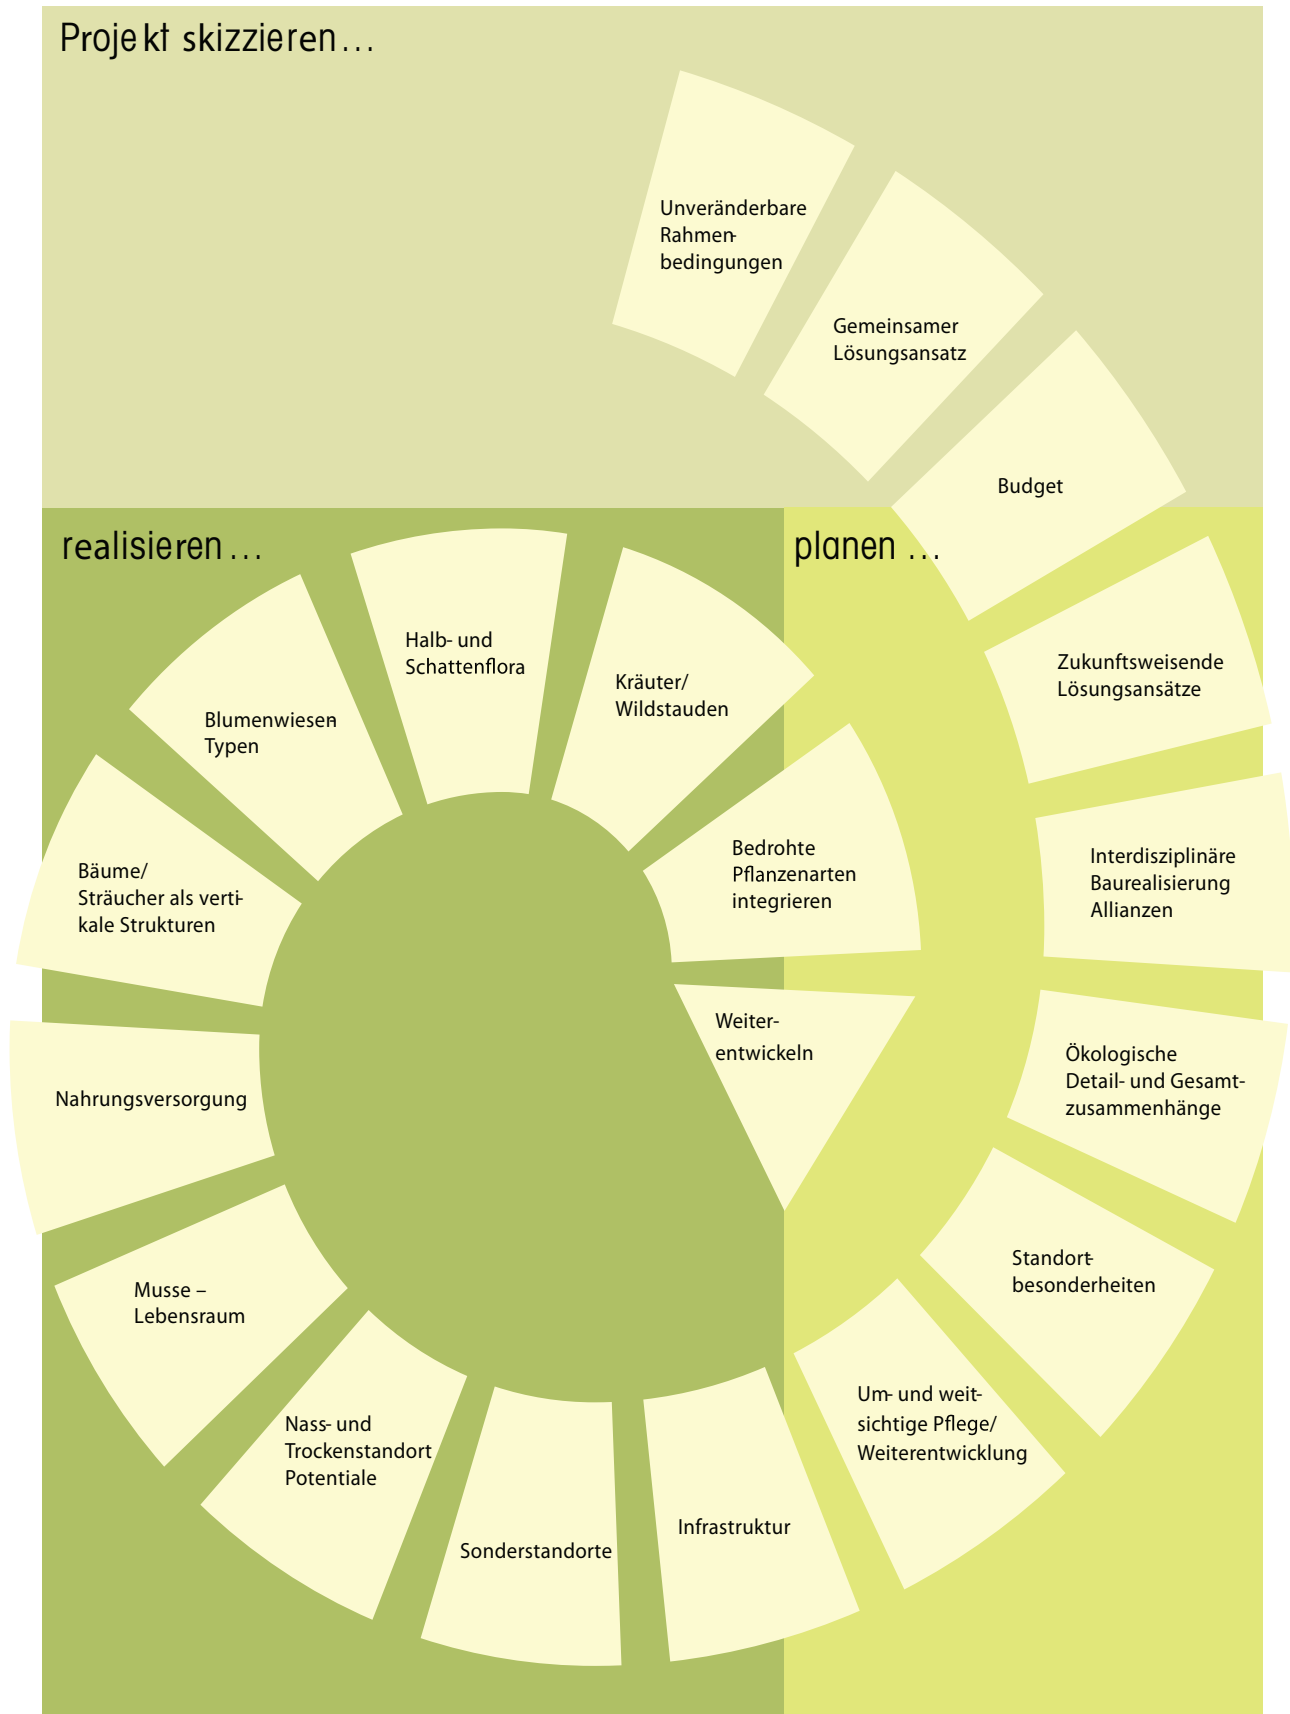 Projekt skizzieren...
Unveränderbare
Rahmen-
bedingungen
Gemeinsamer
Lösungsansatz
Budget
planen ...
Zukunftsweisende
Lösungsansätze
Interdisziplinäre
Baurealisierung
Allianzen
Ökologische
Detail- und Gesamt-
zusammenhänge
Standort-
besonderheiten
Um- und weit-
sichtige Pflege/
Weiterentwicklung
realisieren...
Infrastruktur
Sonderstandorte
Nass- und
Trockenstandort
Potentiale
Musse –
Lebensraum
Nahrungsversorgung
Bäume/
Sträucher als verti-
kale Strukturen
Blumenwiesen-
Typen
Halb- und
Schattenflora
Kräuter/
Wildstauden
Bedrohte
Pflanzenarten
integrieren
Weiter-
entwickeln